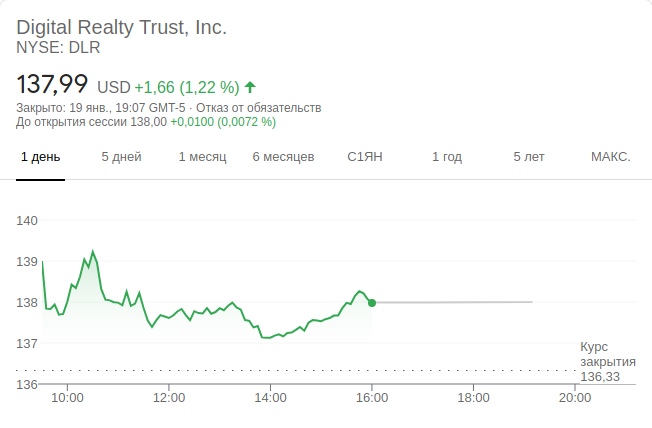 Digital Realty Trust, Inc.
NYSE: DLR
137,99 USD +1,66 (1,22 %)
Закрыто: 19 янв., 19:07 GMT-5 · Отказ от обязательств
До открытия сессии 138,00 +0,0100 (0,0072 %)
1 день 5 дней 1 месяц 6 месяцев С1ЯН 1 год 5 лет МАКС.
140
139
138
137
Курс
закрытия
136,33
136
10:00 12:00 14:00 16:00 18:00 20:00